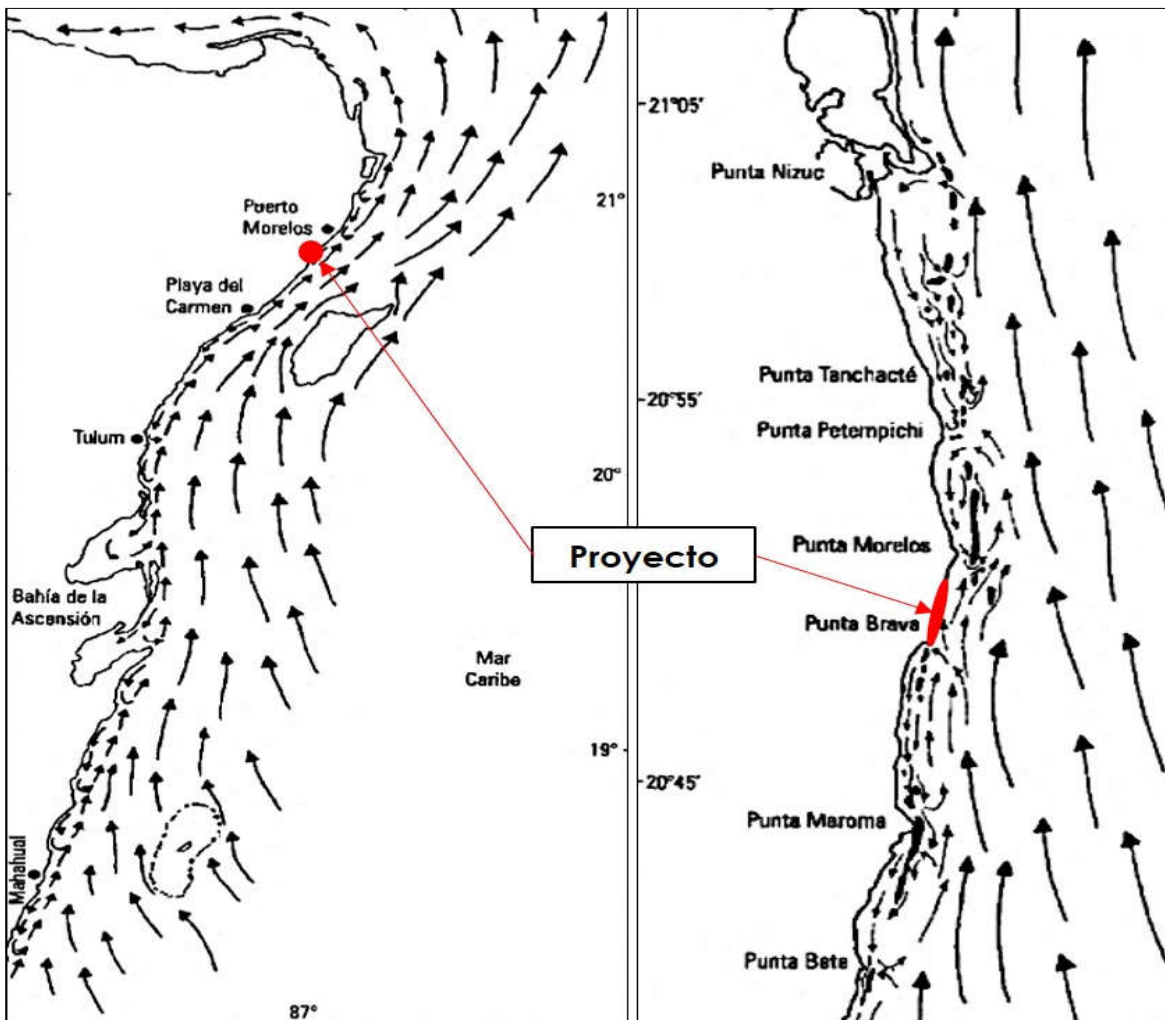 Puerto
Morelos
21°
Playa del
Carmen
Tulum
20°
Bahía de la
Ascensión
Mar
Caribe
19°
Mahahual
87°
Proyecto
21°05'
Punta Nizuc
Punta Tanchacté
20°55'
Punta Petempichi
Punta Morelos
Punta Brava
20°45'
Punta Maroma
Punta Bete